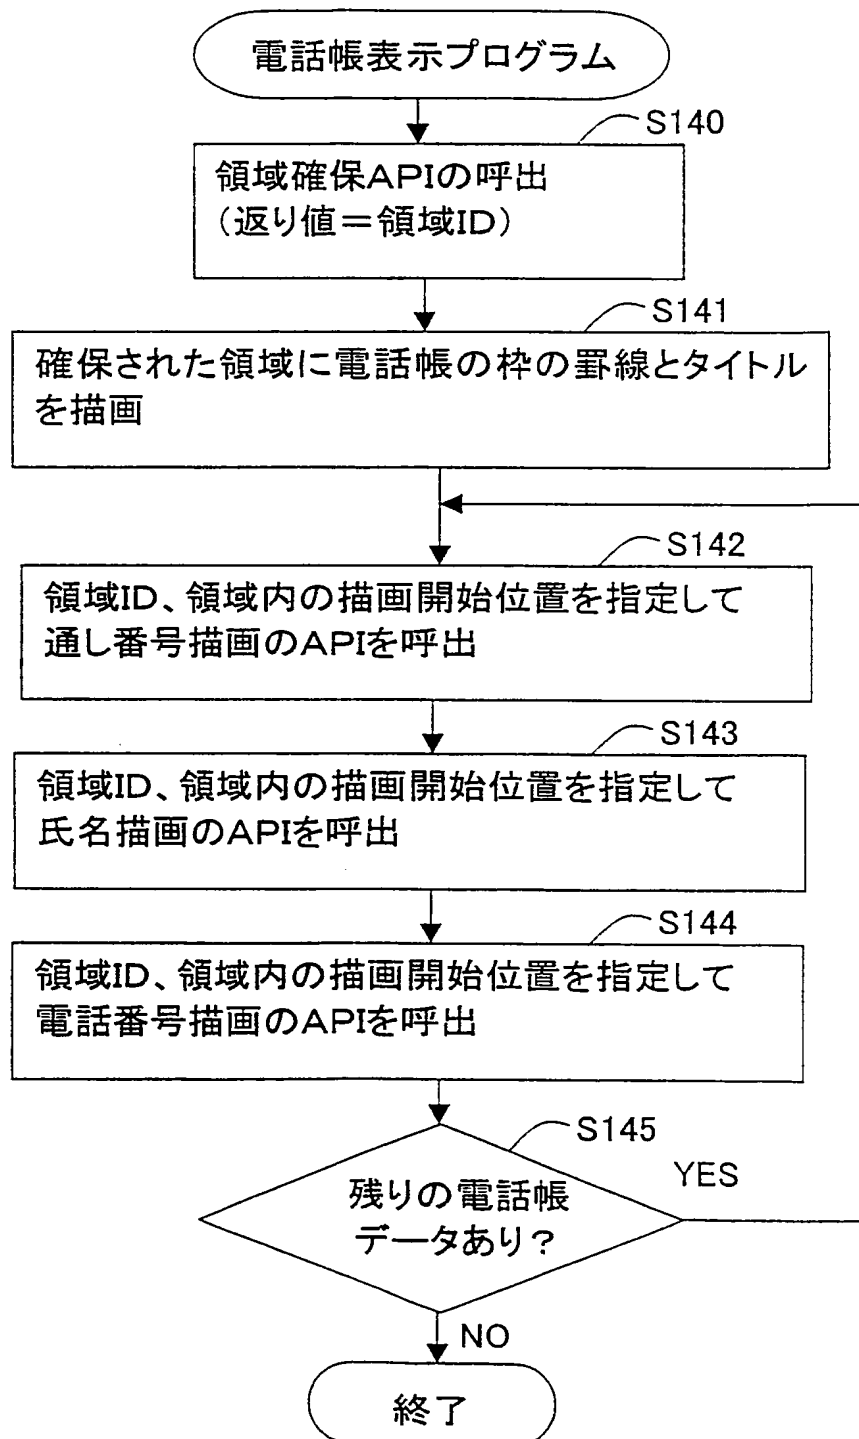 電話帳表示プログラム
S140
領域確保APIの呼出
(返り値=領域ID)
S141
確保された領域に電話帳の枠の罫線とタイトル
を描画
S142
領域ID、領域内の描画開始位置を指定して
通し番号描画のAPIを呼出
S143
領域ID、領域内の描画開始位置を指定して
氏名描画のAPIを呼出
S144
領域ID、領域内の描画開始位置を指定して
電話番号描画のAPIを呼出
S145
YES
残りの電話帳
データあり?
NO
終了